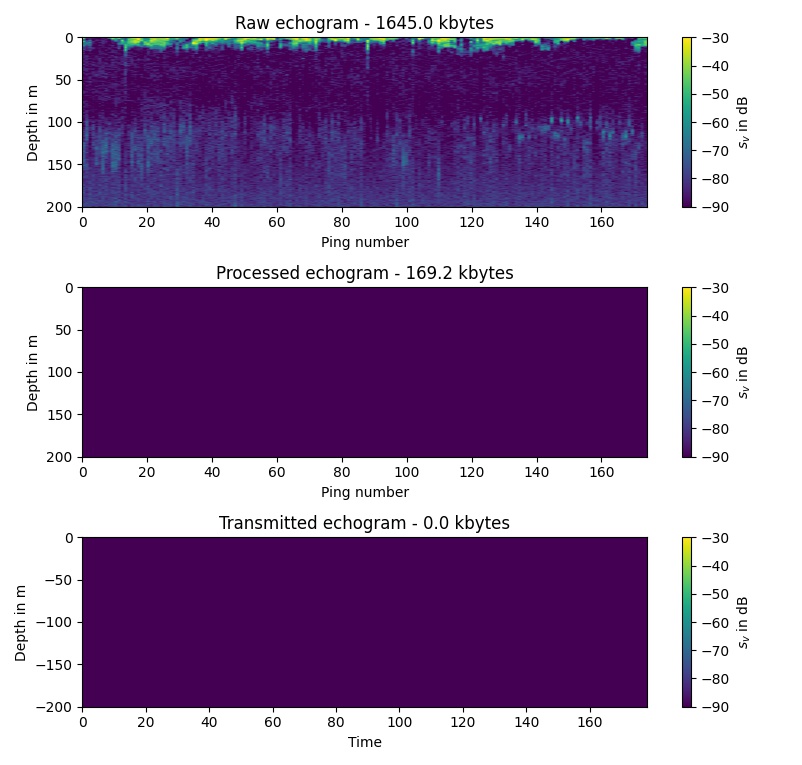 Raw echogram - 1645.0 kbytes
0
50
100
150
200
Depth in m
0 20 40 60 80 100 120 140 160
Ping number
−30
−40
−50
−60
−70
−80
−90
sᵥ in dB
Processed echogram - 169.2 kbytes
0
50
100
150
200
Depth in m
0 20 40 60 80 100 120 140 160
Ping number
−30
−40
−50
−60
−70
−80
−90
sᵥ in dB
Transmitted echogram - 0.0 kbytes
0
−50
−100
−150
−200
Depth in m
0 20 40 60 80 100 120 140 160
Time
−30
−40
−50
−60
−70
−80
−90
sᵥ in dB